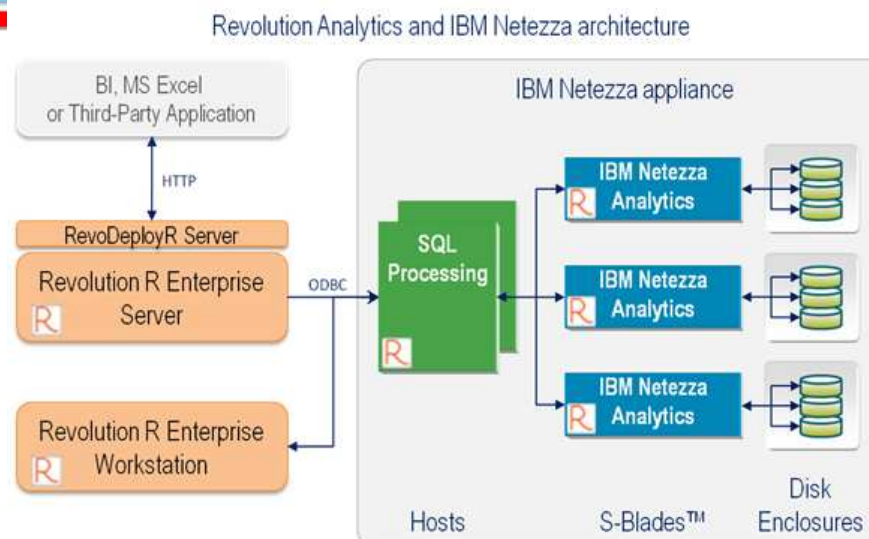 Revolution Analytics and IBM Netezza architecture
BI, MS Excel
or Third-Party Application
HTTP
RevoDeployR Server
Revolution R Enterprise
Server
R
ODBC
Revolution R Enterprise
Workstation
R
IBM Netezza appliance
SQL
Processing
R
IBM Netezza
Analytics
R
IBM Netezza
Analytics
R
IBM Netezza
Analytics
R
Hosts
S-Blades™
Disk
Enclosures